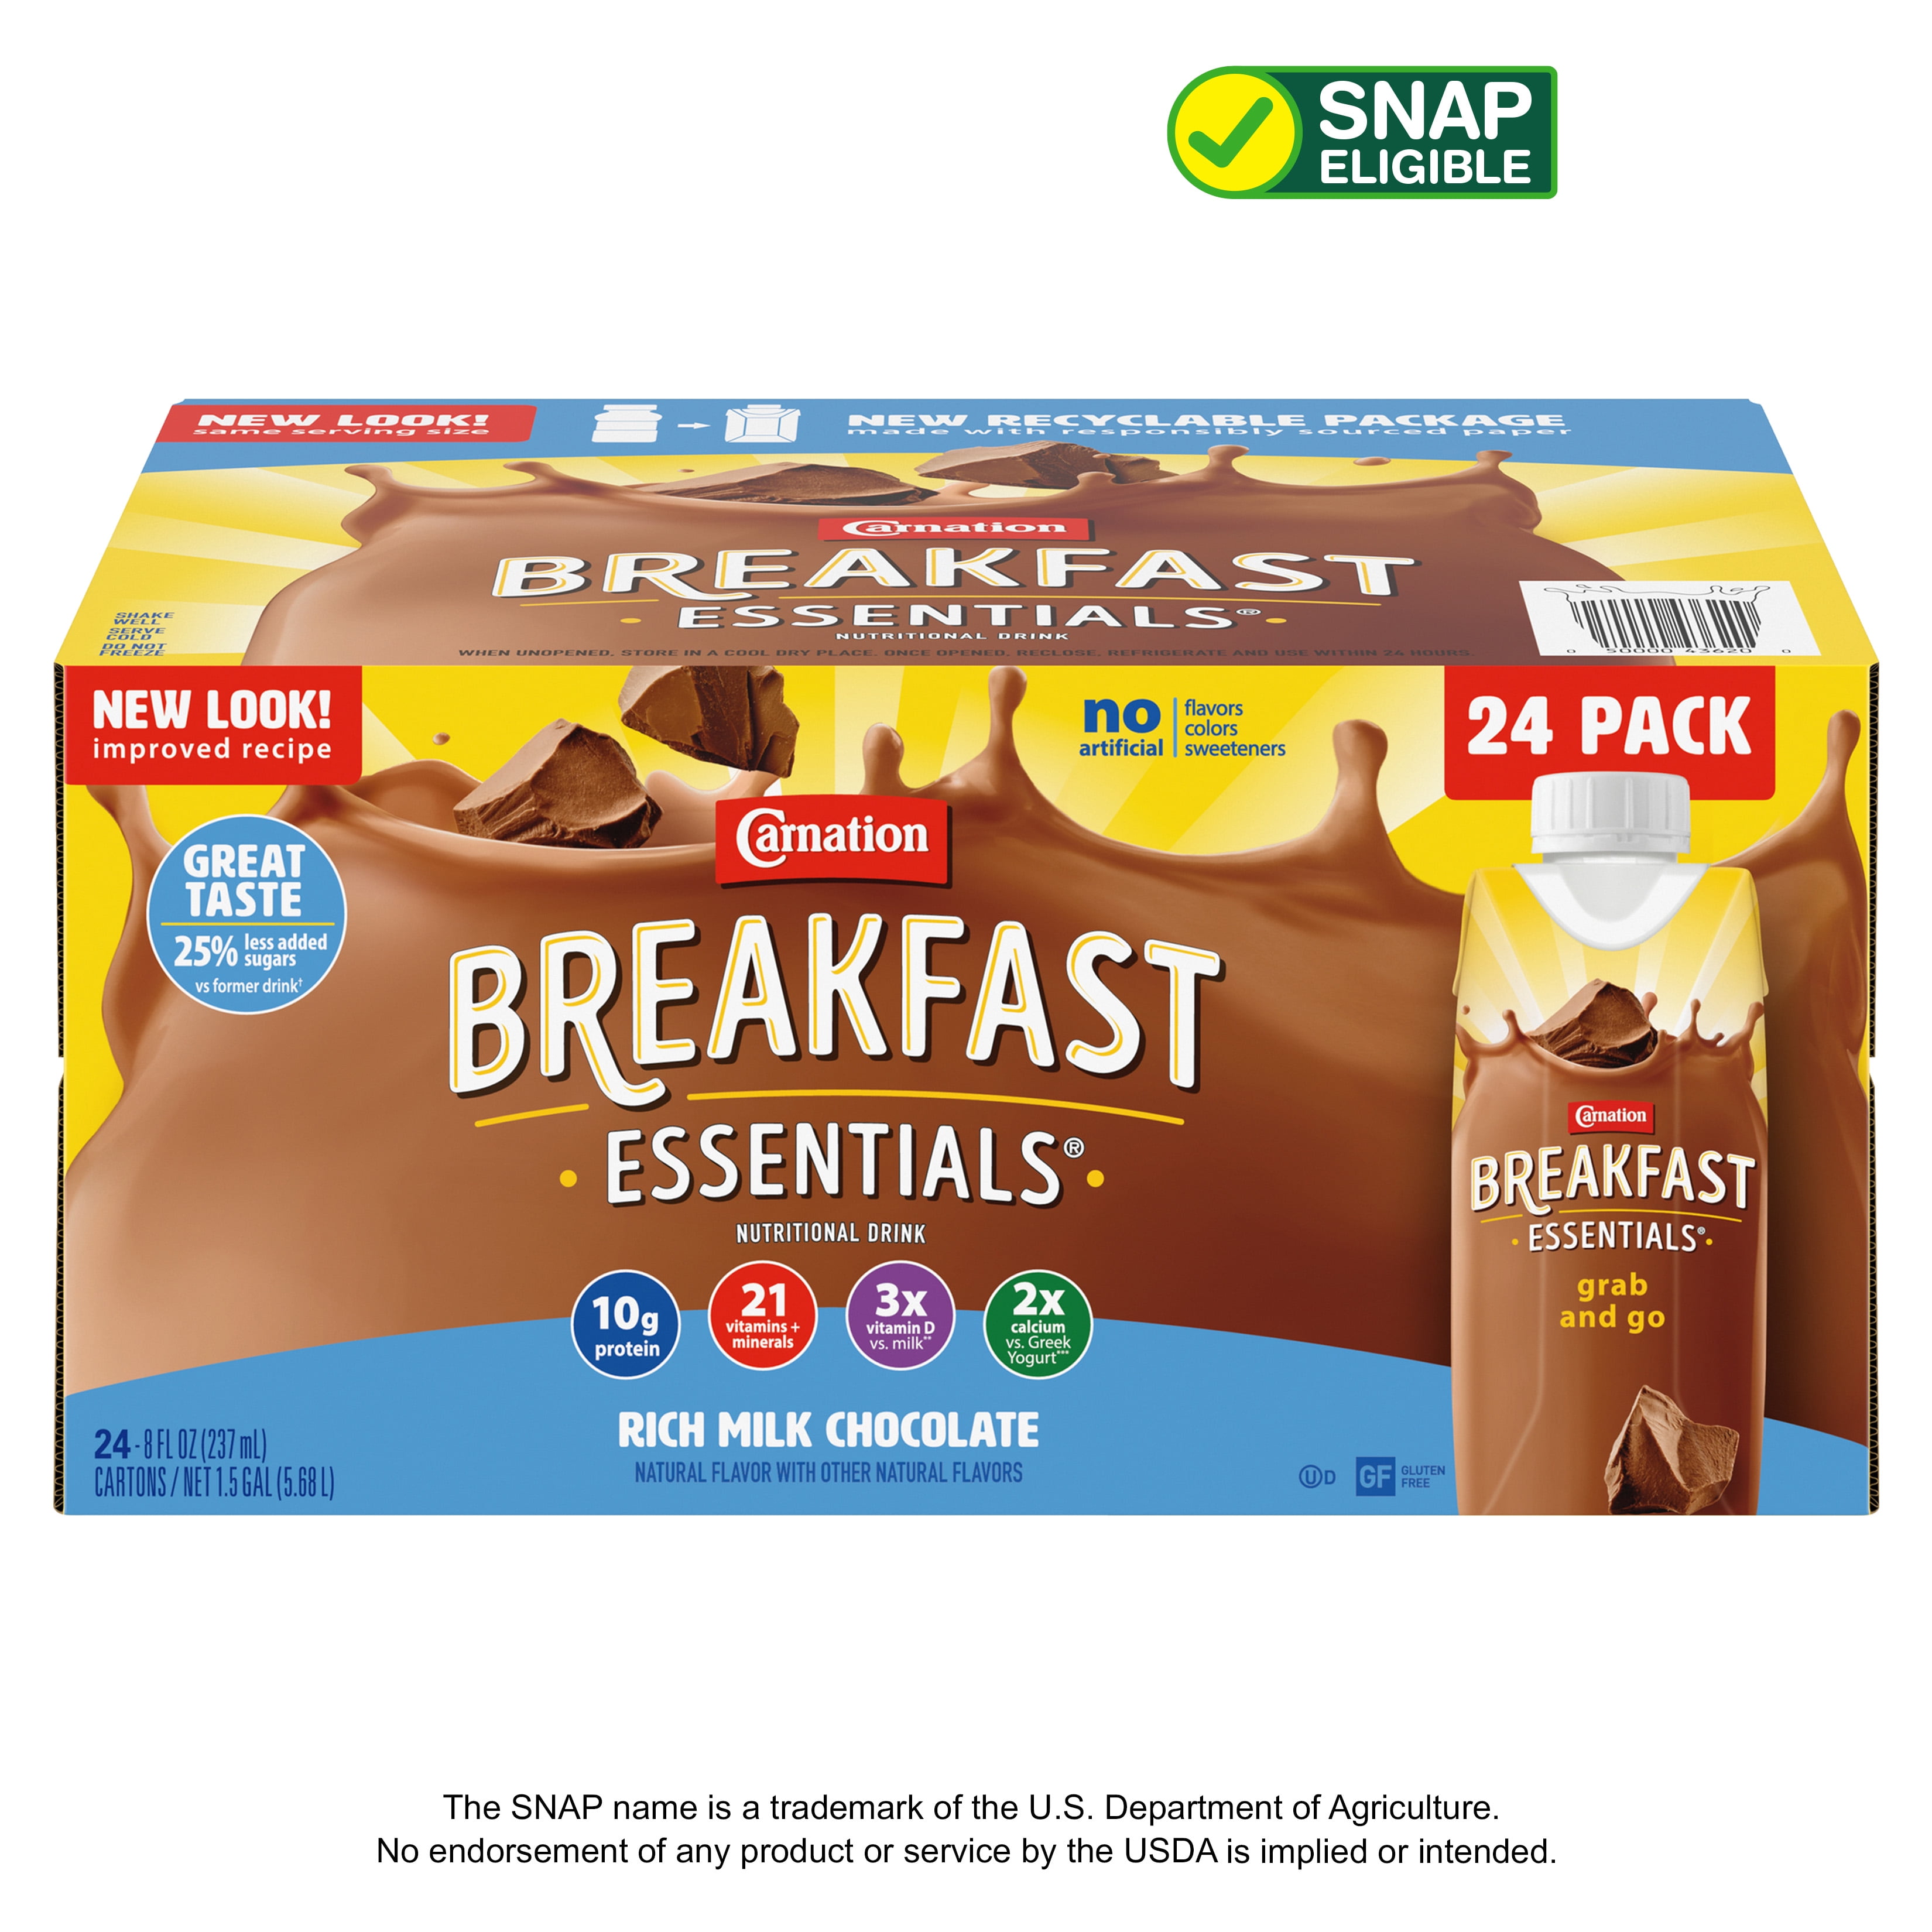 SNAP
ELIGIBLE
NEW LOOK!
same serving size
NEW RECYCLABLE PACKAGE
made with responsibly sourced paper
Carnation
BREAKFAST
ESSENTIALS®
NUTRITIONAL DRINK
SHAKE
WELL
SERVE
COLD
DO NOT
FREEZE
WHEN UNOPENED, STORE IN A COOL DRY PLACE. ONCE OPENED, RECLOSE, REFRIGERATE AND USE WITHIN 24 HOURS.
0 50000 43620 0
NEW LOOK!
improved recipe
no
artificial
flavors
colors
sweeteners
24 PACK
GREAT
TASTE
25% less added
sugars
vs former drink†
Carnation
BREAKFAST
ESSENTIALS®
NUTRITIONAL DRINK
10g
protein
21
vitamins +
minerals
3x
vitamin D
vs. milk**
2x
calcium
vs. Greek
Yogurt***
RICH MILK CHOCOLATE
NATURAL FLAVOR WITH OTHER NATURAL FLAVORS
24 - 8 FL OZ (237 mL)
CARTONS / NET 1.5 GAL (5.68 L)
U D
GF GLUTEN
FREE
Carnation
BREAKFAST
ESSENTIALS®
grab
and go
The SNAP name is a trademark of the U.S. Department of Agriculture.
No endorsement of any product or service by the USDA is implied or intended.